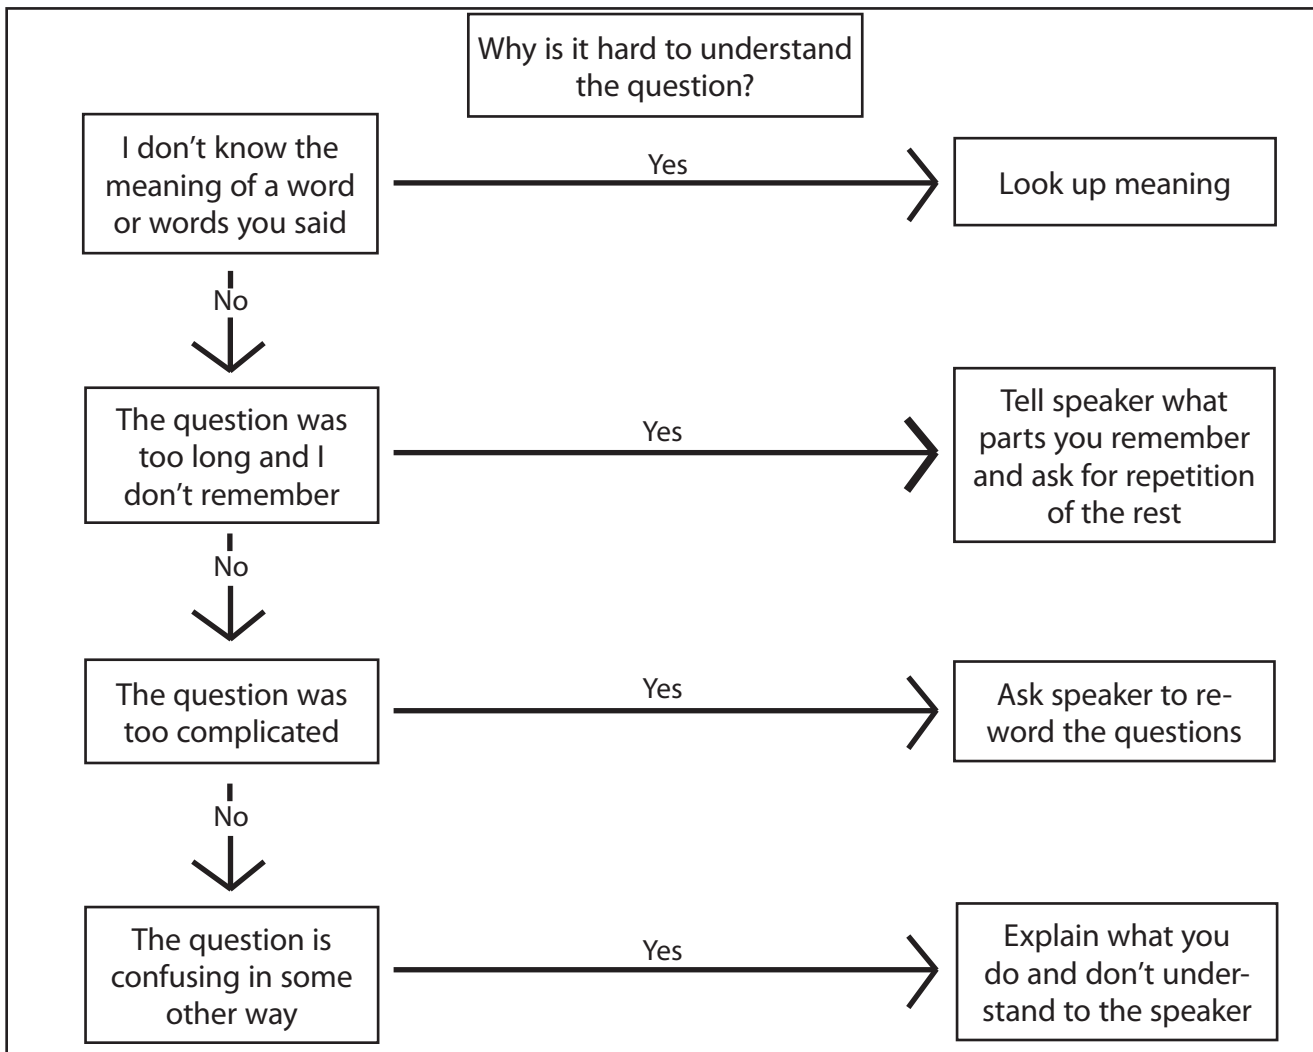 Why is it hard to understand
the question?
I don't know the
meaning of a word
or words you said
Yes
Look up meaning
No
The question was
too long and I
don't remember
Yes
Tell speaker what
parts you remember
and ask for repetition
of the rest
No
The question was
too complicated
Yes
Ask speaker to re-
word the questions
No
The question is
confusing in some
other way
Yes
Explain what you
do and don't under-
stand to the speaker